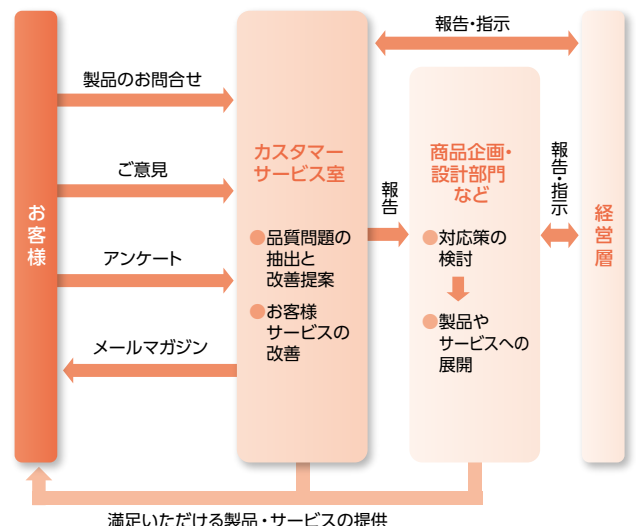 報告・指示
製品のお問合せ
ご意見
アンケート
メールマガジン
お客様
カスタマー
サービス室
●品質問題の
抽出と
改善提案
●お客様
サービスの
改善
報告
商品企画・
設計部門
など
●対応策の
検討
●製品や
サービスへの
展開
報告・指示
経営層
満足いただける製品・サービスの提供